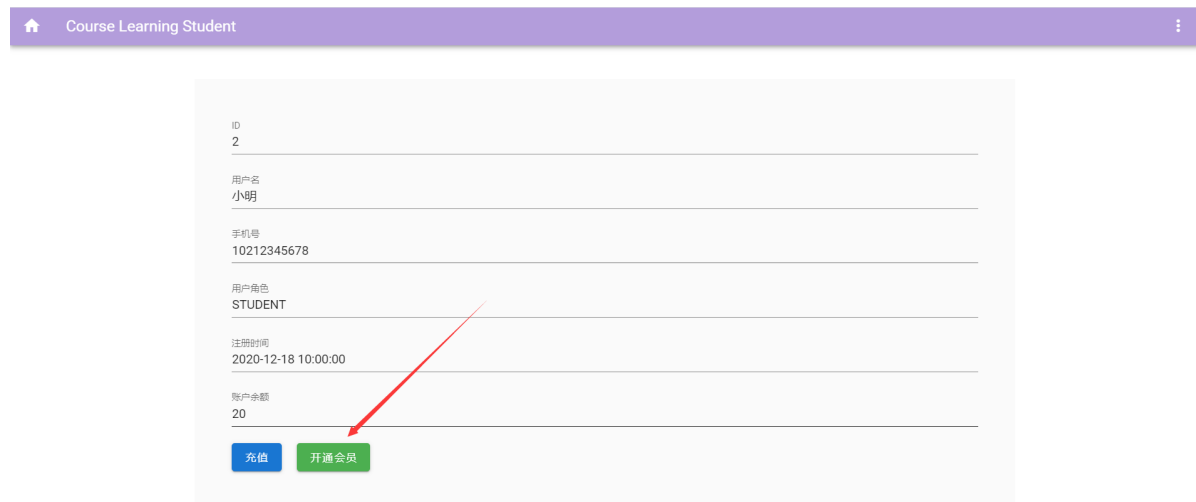 Course Learning Student
ID
2
用户名
小明
手机号
10212345678
用户角色
STUDENT
注册时间
2020-12-18 10:00:00
账户余额
20
充值 开通会员